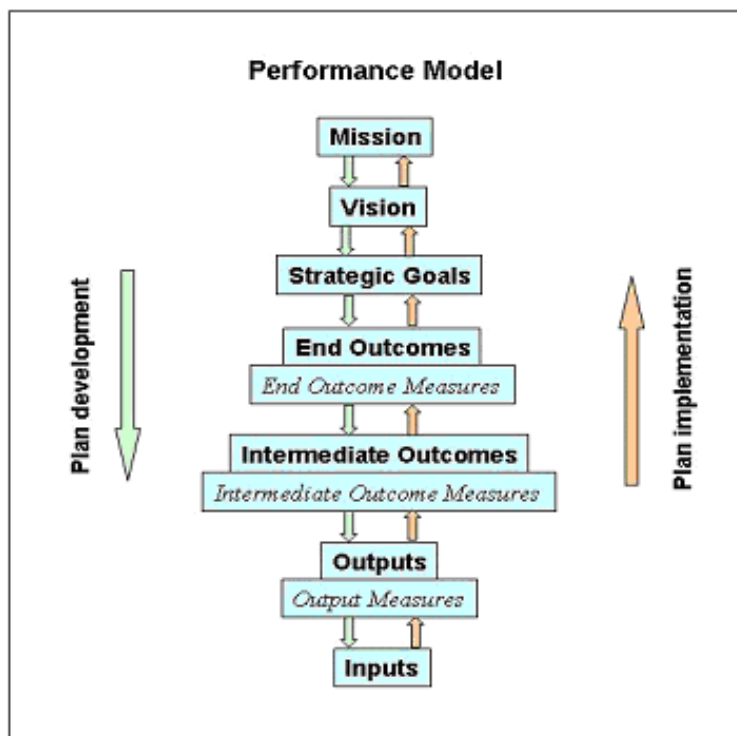 Performance Model
Mission
Vision
Strategic Goals
End Outcomes
End Outcome Measures
Intermediate Outcomes
Intermediate Outcome Measures
Outputs
Output Measures
Inputs
Plan development
Plan implementation